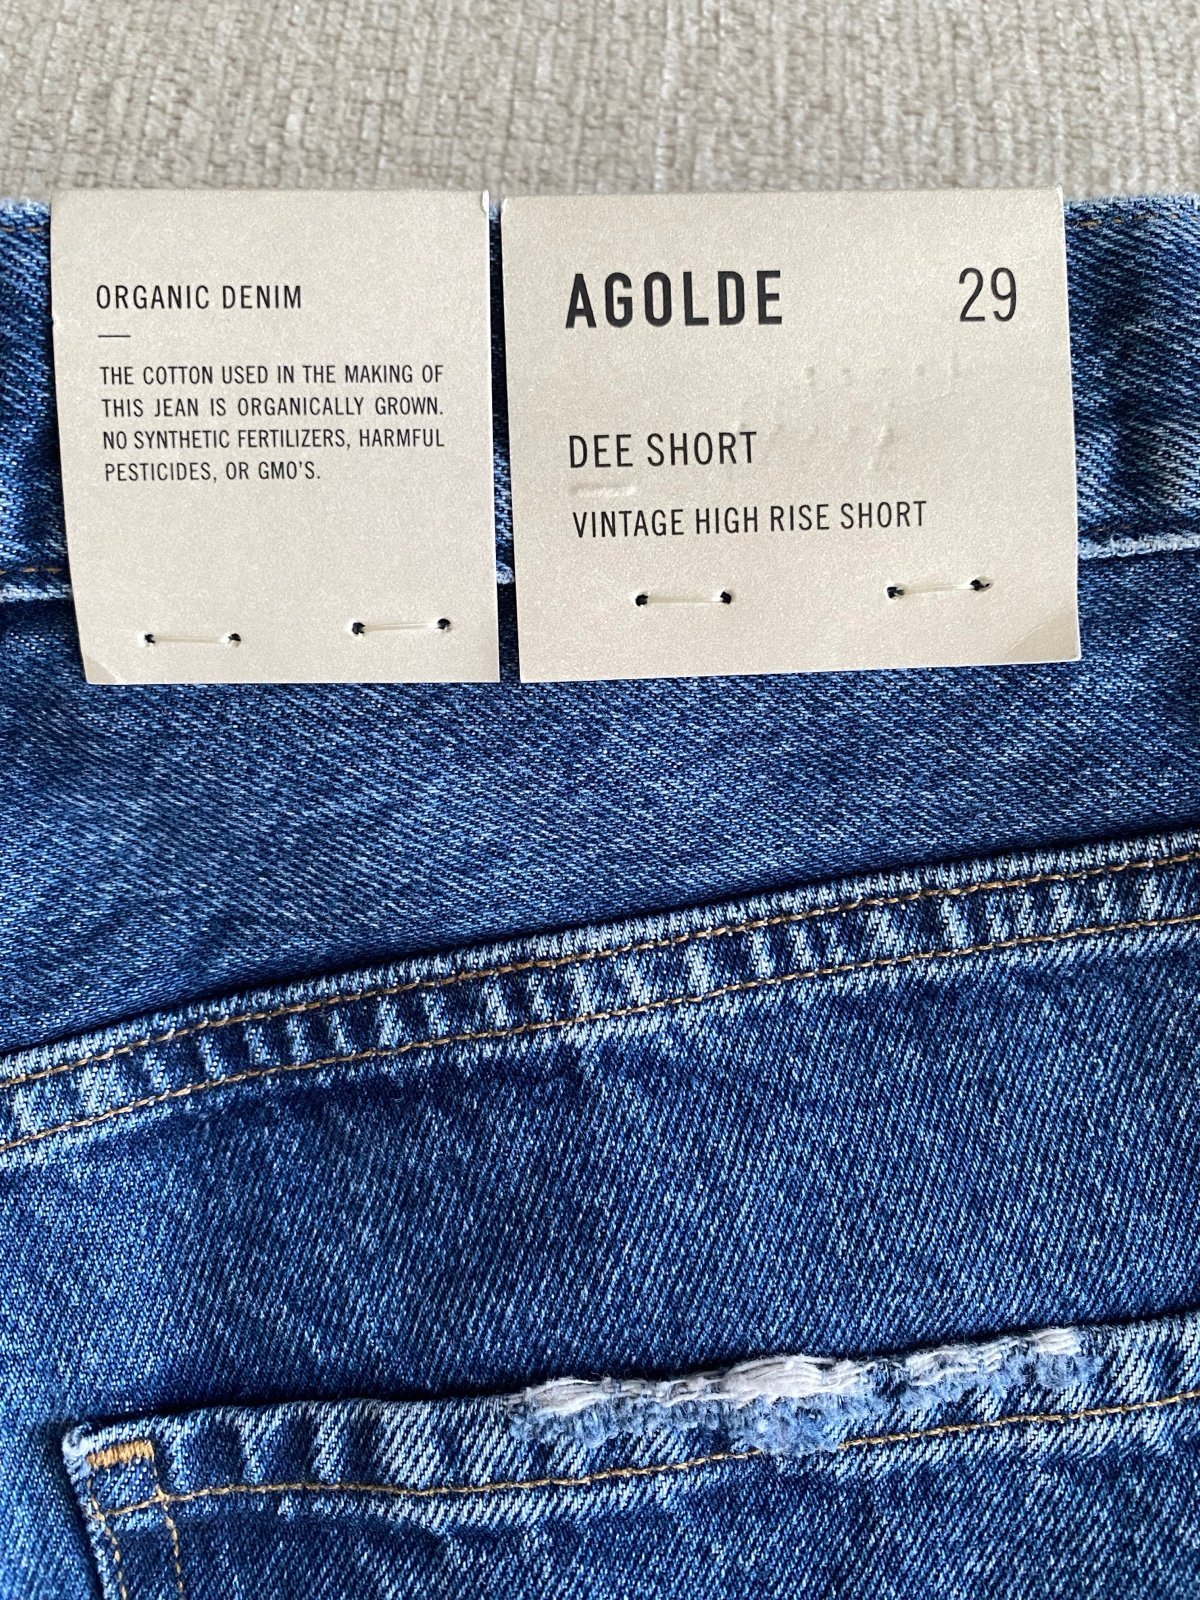 ORGANIC DENIM
THE COTTON USED IN THE MAKING OF
THIS JEAN IS ORGANICALLY GROWN.
NO SYNTHETIC FERTILIZERS, HARMFUL
PESTICIDES, OR GMO'S.
AGOLDE 29
DEE SHORT
VINTAGE HIGH RISE SHORT